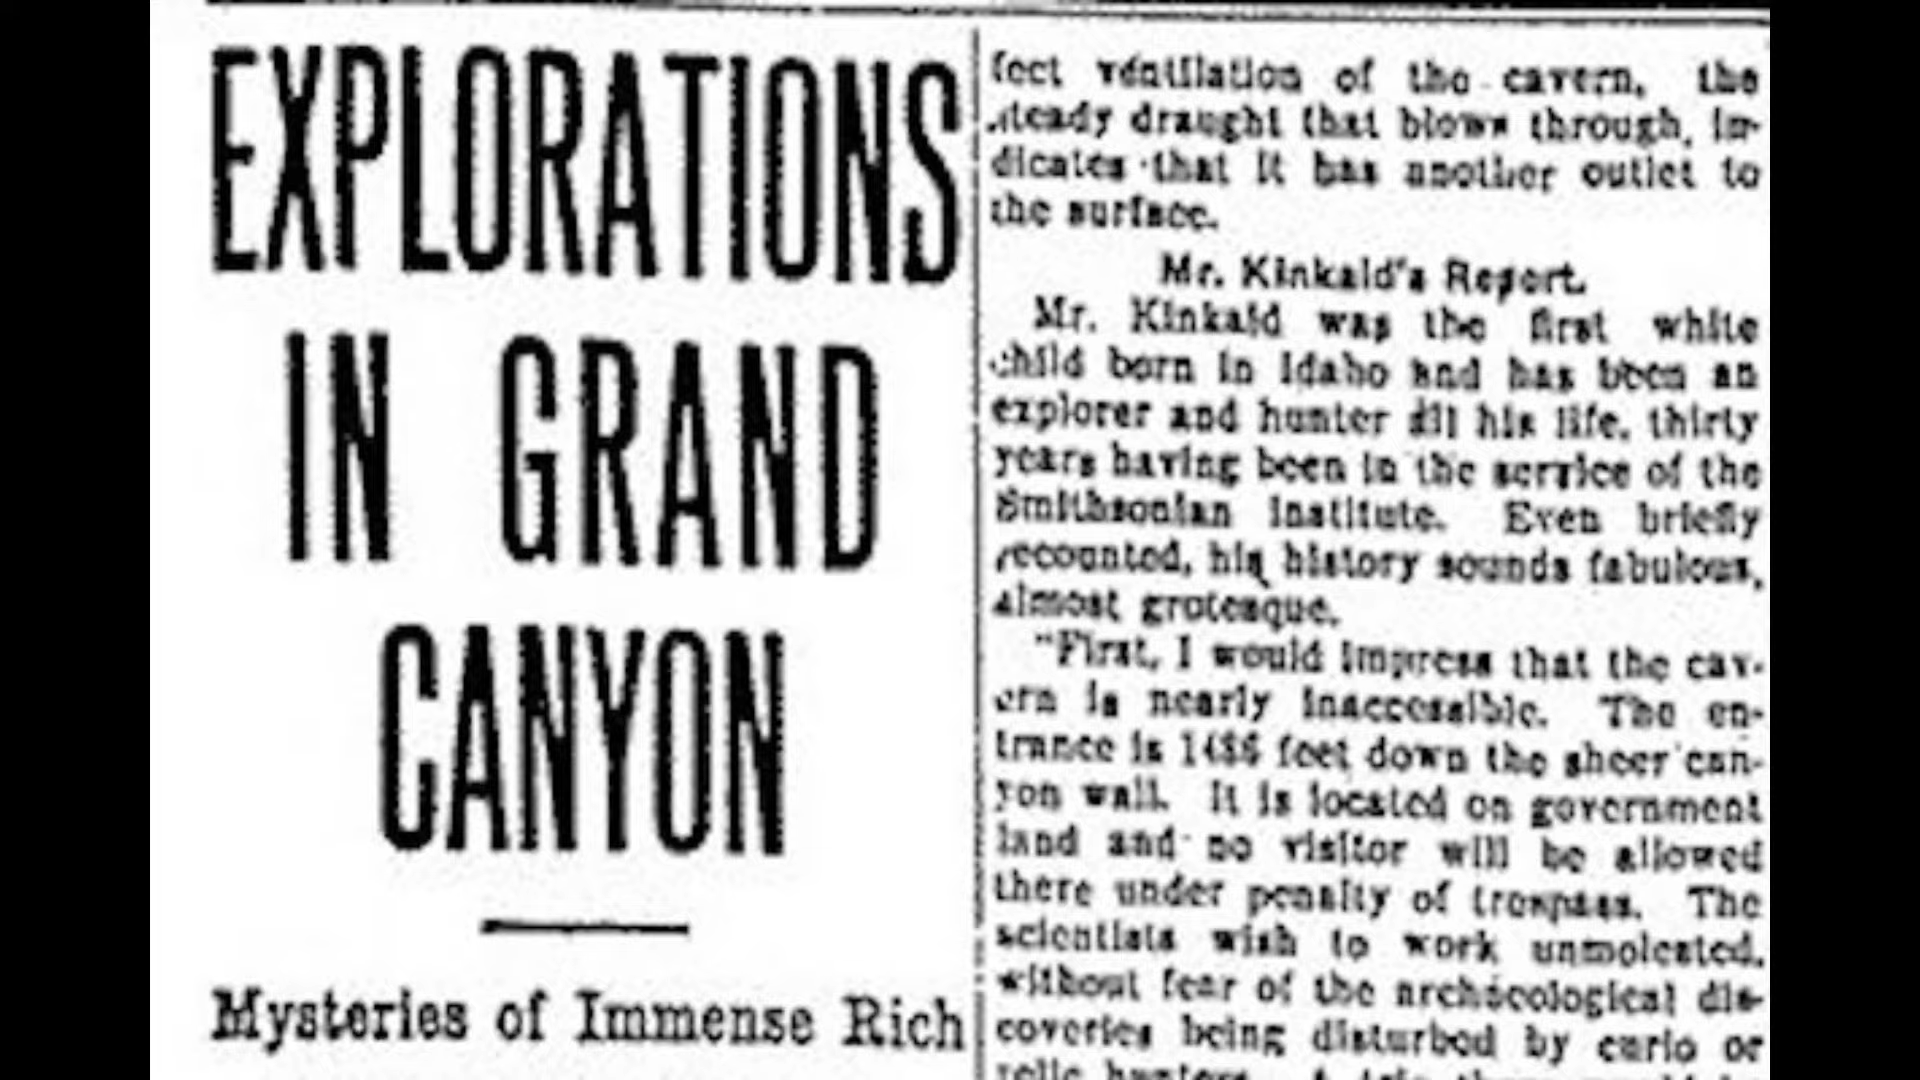 EXPLORATIONS
IN GRAND
CANYON
Mysteries of Immense Rich
fect ventilation of the cavern, the
steady draught that blows through, in-
dicates that it has another outlet to
the surface.
Mr. Kinkaid's Report.
Mr. Kinkaid was the first white
child born in Idaho and has been an
explorer and hunter all his life, thirty
years having been in the service of the
Smithsonian Institute. Even briefly
recounted, his history sounds fabulous,
almost grotesque.
"First, I would impress that the cav-
ern is nearly inaccessible. The en-
trance is 1486 feet down the sheer can-
yon wall. It is located on government
land and no visitor will be allowed
there under penalty of trespass. The
scientists wish to work unmolested,
without fear of the archæological dis-
coveries being disturbed by curio or
relic hunters. A trip there